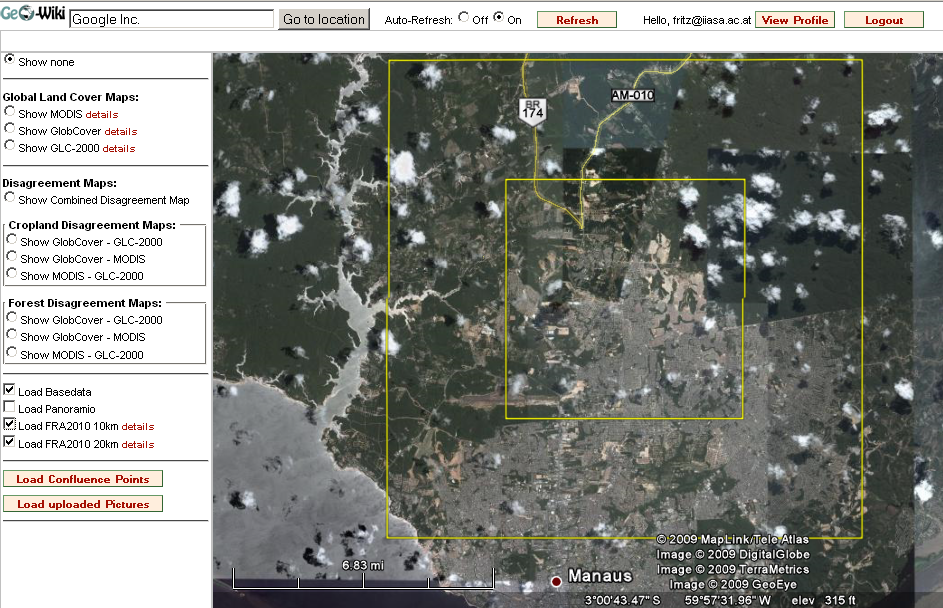 Geo-Wiki Google Inc. Go to location Auto-Refresh: Off On Refresh Hello, fritz@iiasa.ac.at View Profile Logout
Show none
Global Land Cover Maps:
Show MODIS details
Show GlobCover details
Show GLC-2000 details
Disagreement Maps:
Show Combined Disagreement Map
Cropland Disagreement Maps:
Show GlobCover - GLC-2000
Show GlobCover - MODIS
Show MODIS - GLC-2000
Forest Disagreement Maps:
Show GlobCover - GLC-2000
Show GlobCover - MODIS
Show MODIS - GLC-2000
Load Basedata
Load Panoramio
Load FRA2010 10km details
Load FRA2010 20km details
Load Confluence Points
Load uploaded Pictures
AM-010
BR
174
6.83 mi
Manaus
© 2009 MapLink/Tele Atlas
Image © 2009 DigitalGlobe
Image © 2009 TerraMetrics
Image © 2009 GeoEye
3°00'43.47" S 59°57'31.96" W elev 315 ft